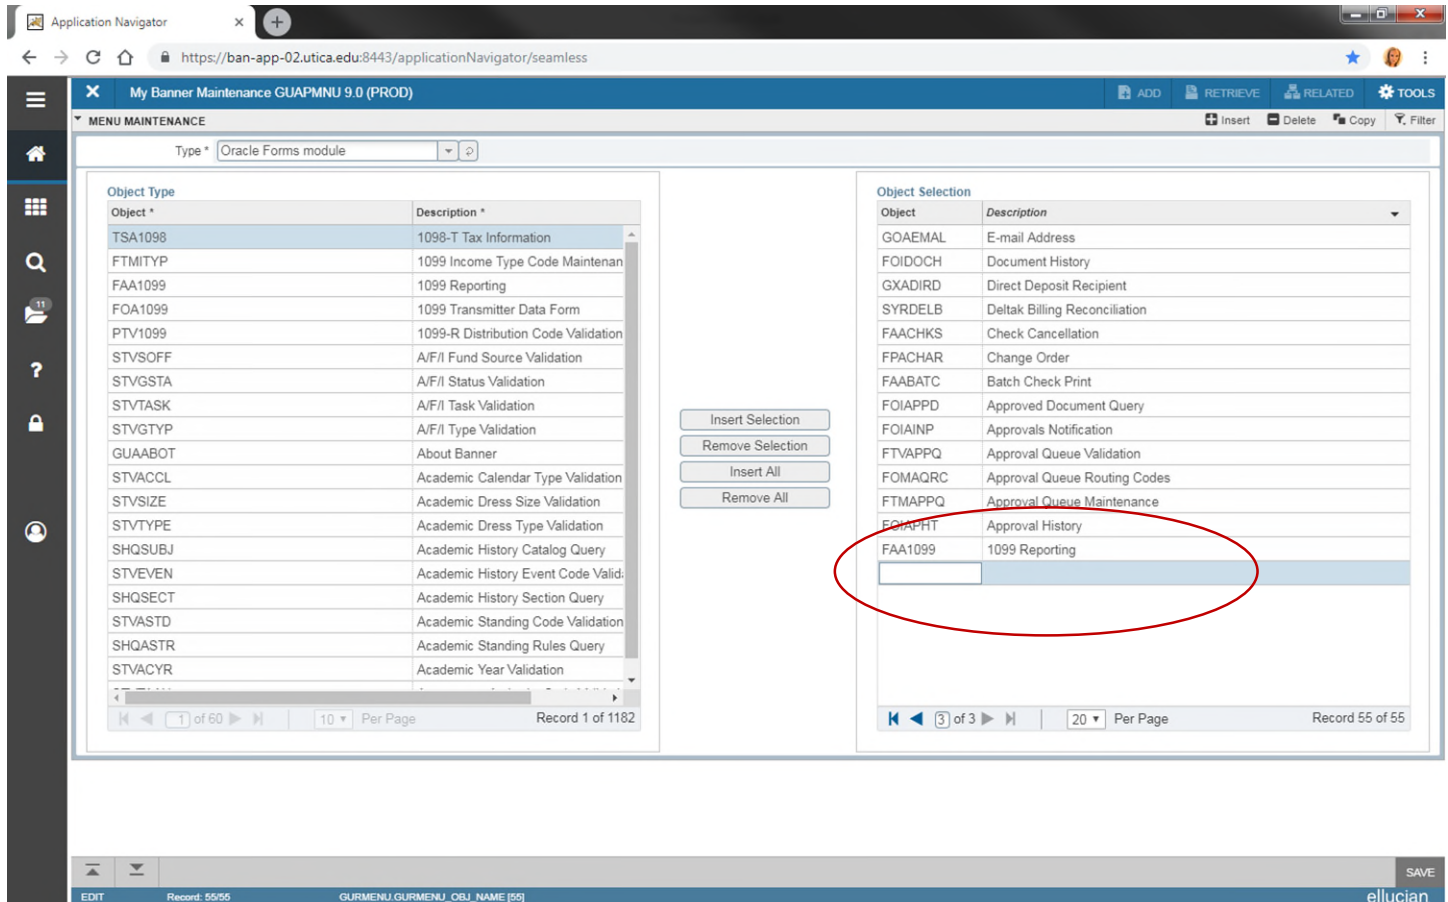 Application Navigator
https://ban-app-02.utica.edu:8443/applicationNavigator/seamless
My Banner Maintenance GUAPMNU 9.0 (PROD)
ADD RETRIEVE RELATED TOOLS
MENU MAINTENANCE
Insert Delete Copy Filter
Type * Oracle Forms module
Object Type
Object * Description *
TSA1098 1098-T Tax Information
FTMITYP 1099 Income Type Code Maintenan
FAA1099 1099 Reporting
FOA1099 1099 Transmitter Data Form
PTV1099 1099-R Distribution Code Validation
STVSOFF A/F/I Fund Source Validation
STVGSTA A/F/I Status Validation
STVTASK A/F/I Task Validation
STVGTYP A/F/I Type Validation
GUAABOT About Banner
STVACCL Academic Calendar Type Validation
STVSIZE Academic Dress Size Validation
STVTYPE Academic Dress Type Validation
SHQSUBJ Academic History Catalog Query
STVEVEN Academic History Event Code Valid
SHQSECT Academic History Section Query
STVASTD Academic Standing Code Validation
SHQASTR Academic Standing Rules Query
STVACYR Academic Year Validation
1 of 60 10 Per Page Record 1 of 1182
Insert Selection
Remove Selection
Insert All
Remove All
Object Selection
Object Description
GOAEMAL E-mail Address
FOIDOCH Document History
GXADIRD Direct Deposit Recipient
SYRDELB Deltak Billing Reconciliation
FAACHKS Check Cancellation
FPACHAR Change Order
FAABATC Batch Check Print
FOIAPPD Approved Document Query
FOIAINP Approvals Notification
FTVAPPQ Approval Queue Validation
FOMAQRC Approval Queue Routing Codes
FTMAPPQ Approval Queue Maintenance
FOIAPHT Approval History
FAA1099 1099 Reporting
3 of 3 20 Per Page Record 55 of 55
11
?
SAVE
EDIT Record: 55/55 GURMENU.GURMENU_OBJ_NAME [55]
ellucian